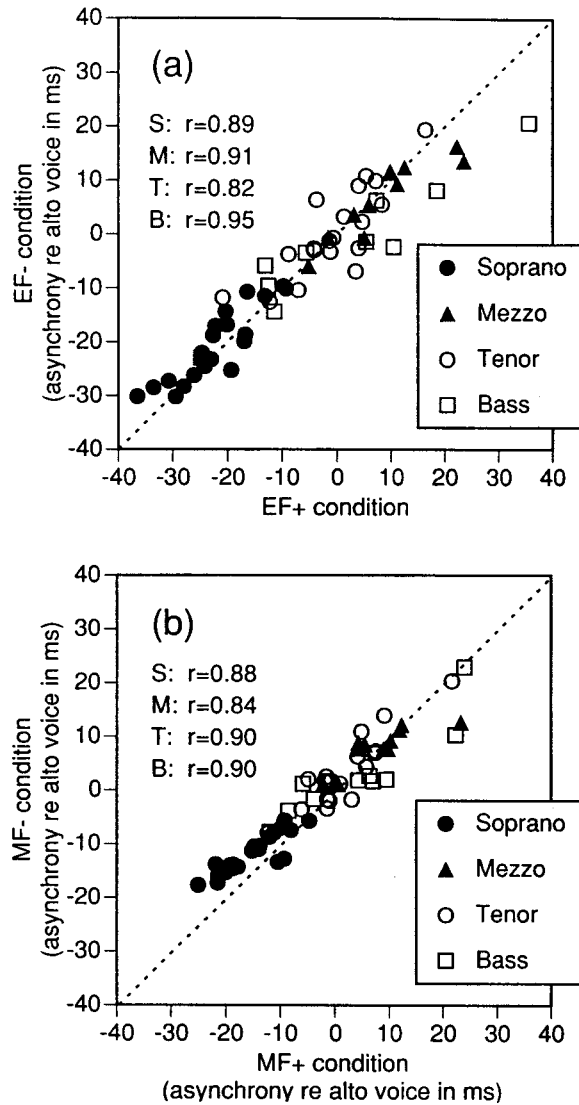 (a)
S: r=0.89
M: r=0.91
T: r=0.82
B: r=0.95
40
30
20
10
0
-10
-20
-30
-40
EF- condition
(asynchrony re alto voice in ms)
Soprano
Mezzo
Tenor
Bass
-40 -30 -20 -10 0 10 20 30 40
EF+ condition
(b)
S: r=0.88
M: r=0.84
T: r=0.90
B: r=0.90
40
30
20
10
0
-10
-20
-30
-40
MF- condition
(asynchrony re alto voice in ms)
Soprano
Mezzo
Tenor
Bass
-40 -30 -20 -10 0 10 20 30 40
MF+ condition
(asynchrony re alto voice in ms)